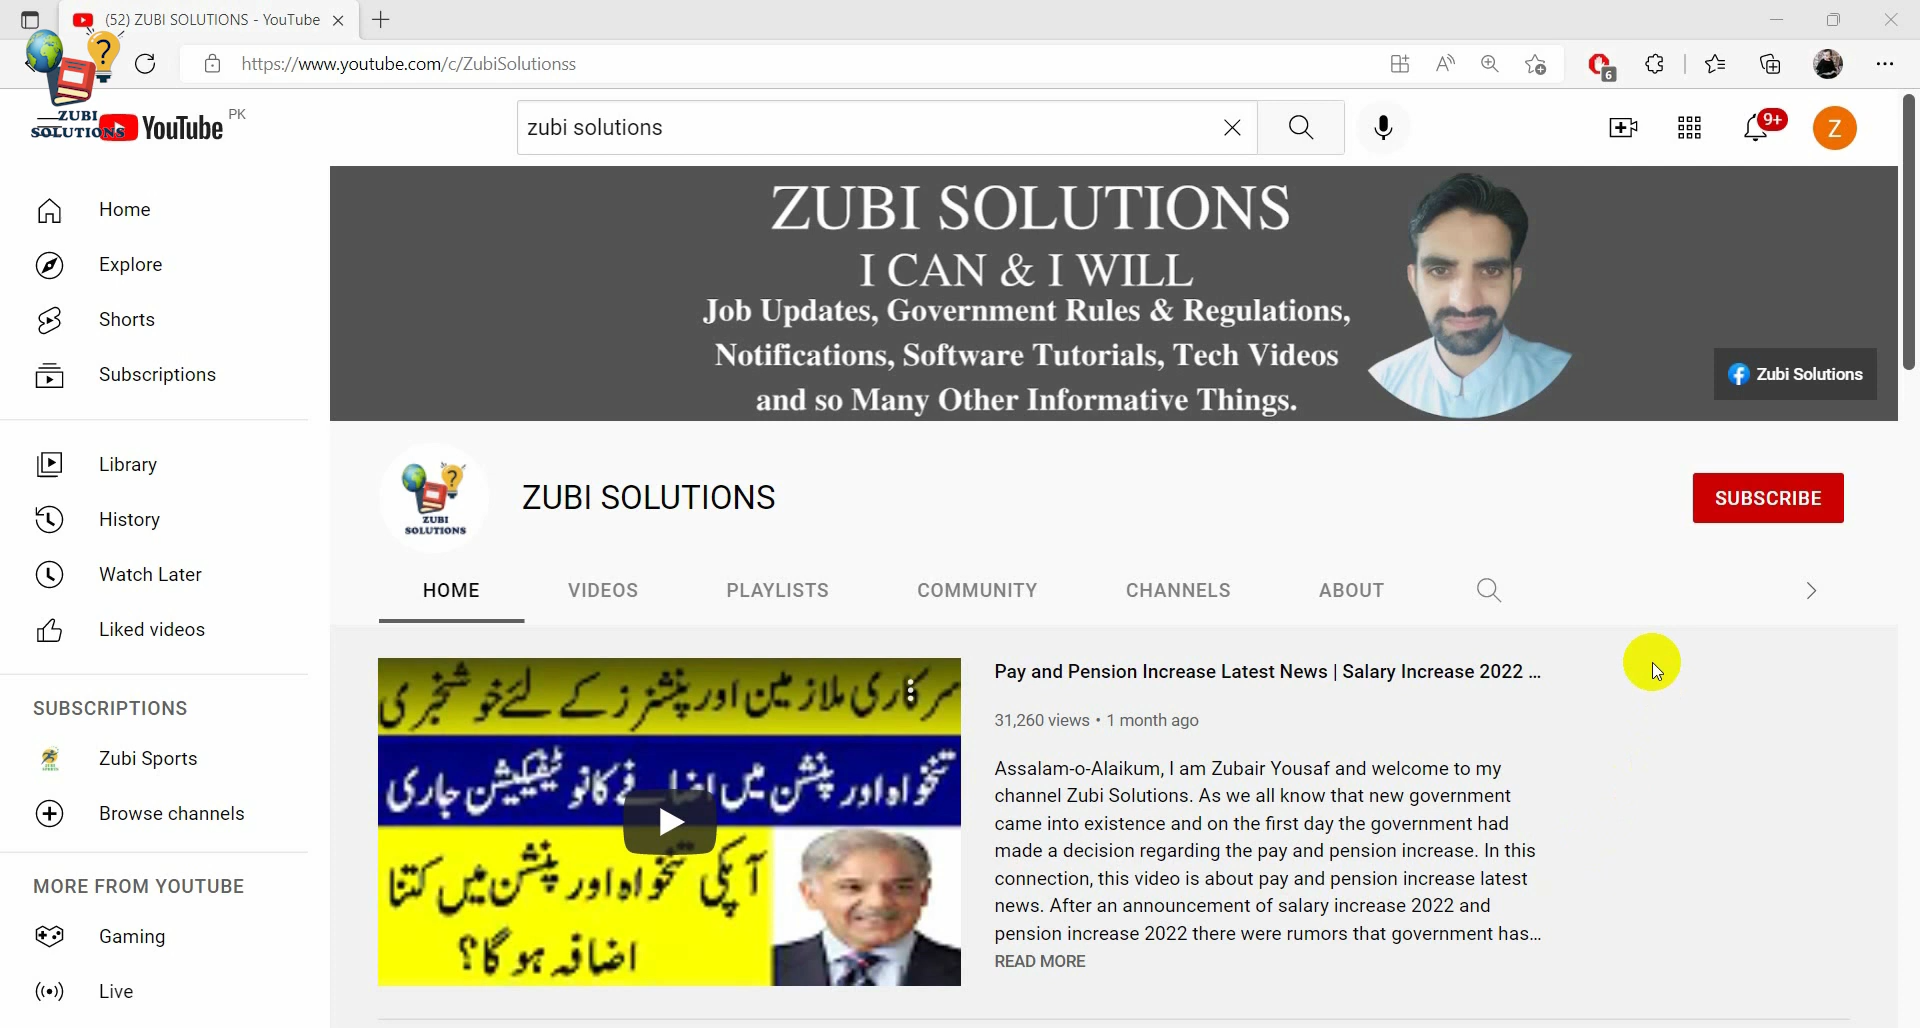 (52) ZUBI SOLUTIONS - YouTube
https://www.youtube.com/c/ZubiSolutionss
6
ZUBI
SOLUTIONS
YouTube PK
zubi solutions
9+
Z
Home
Explore
Shorts
Subscriptions
Library
History
Watch Later
Liked videos
SUBSCRIPTIONS
Zubi Sports
Browse channels
MORE FROM YOUTUBE
Gaming
Live
ZUBI SOLUTIONS
I CAN & I WILL
Job Updates, Government Rules & Regulations,
Notifications, Software Tutorials, Tech Videos
and so Many Other Informative Things.
Zubi Solutions
ZUBI
SOLUTIONS
ZUBI SOLUTIONS
SUBSCRIBE
HOME VIDEOS PLAYLISTS COMMUNITY CHANNELS ABOUT
سرکاری ملازمین اور پنشنرز کے لئے خوشخبری
تنخواہ اور پنشن میں اضافے کا نوٹیفکیشن جاری
آپکی تنخواہ اور پنشن میں کتنا
اضافہ ہو گا؟
Pay and Pension Increase Latest News | Salary Increase 2022 ...
31,260 views • 1 month ago
Assalam-o-Alaikum, I am Zubair Yousaf and welcome to my
channel Zubi Solutions. As we all know that new government
came into existence and on the first day the government had
made a decision regarding the pay and pension increase. In this
connection, this video is about pay and pension increase latest
news. After an announcement of salary increase 2022 and
pension increase 2022 there were rumors that government has...
READ MORE